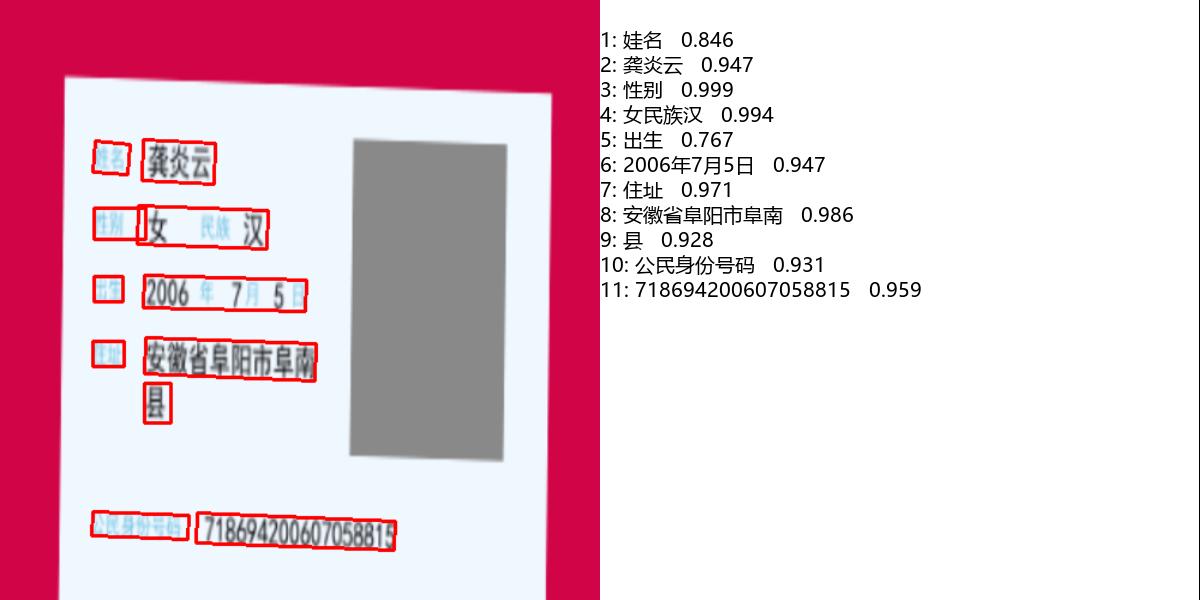 姓名 龚炎云
性别 女 民族 汉
出生 2006 年 7 月 5 日
住址 安徽省阜阳市阜南
县
公民身份号码 718694200607058815
1: 娃名 0.846
2: 龚炎云 0.947
3: 性别 0.999
4: 女民族汉 0.994
5: 出生 0.767
6: 2006年7月5日 0.947
7: 住址 0.971
8: 安徽省阜阳市阜南 0.986
9: 县 0.928
10: 公民身份号码 0.931
11: 718694200607058815 0.959